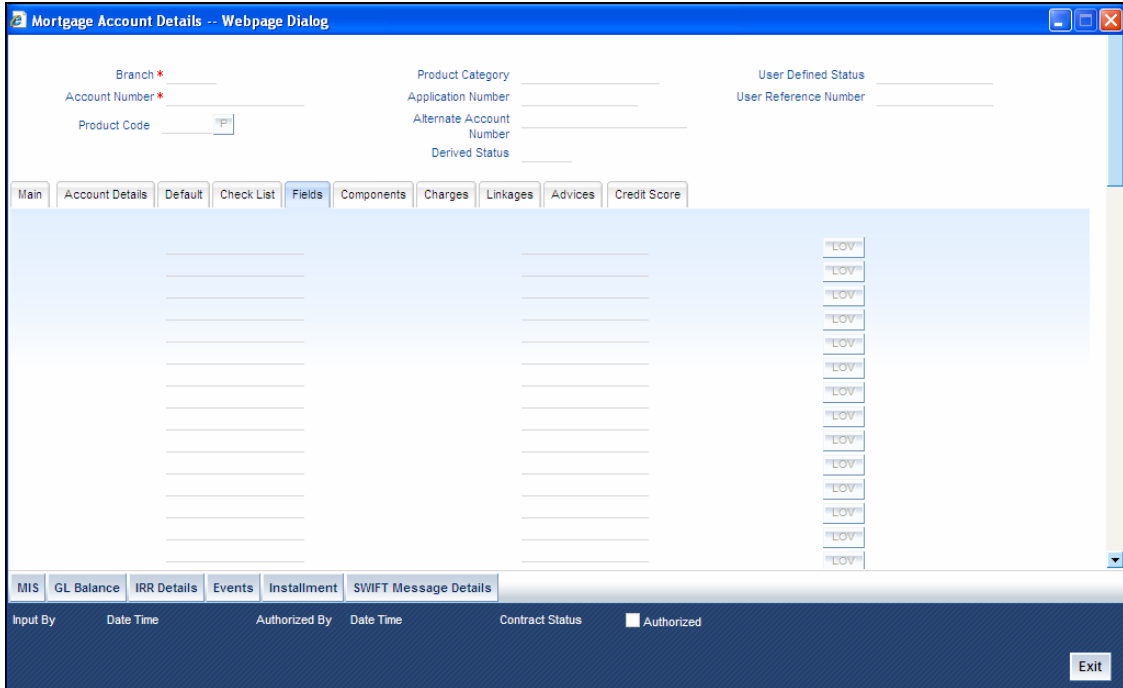 Mortgage Account Details -- Webpage Dialog
Branch * Product Category User Defined Status
Account Number * Application Number User Reference Number
Product Code P Alternate Account
Number
Derived Status
Main Account Details Default Check List Fields Components Charges Linkages Advices Credit Score
LOV
LOV
LOV
LOV
LOV
LOV
LOV
LOV
LOV
LOV
LOV
LOV
LOV
LOV
MIS GL Balance IRR Details Events Installment SWIFT Message Details
Input By Date Time Authorized By Date Time Contract Status Authorized
Exit